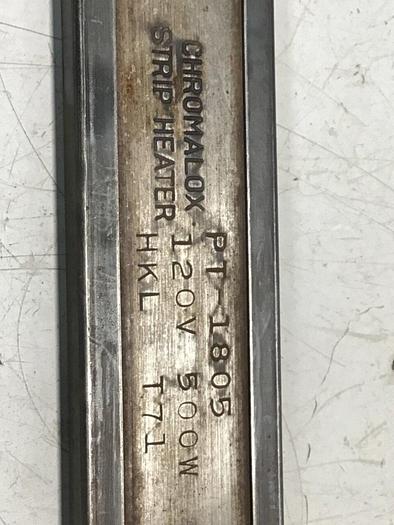 CHROMALOX
STRIP HEATER
PT-1805
120V 500W
HKL T71